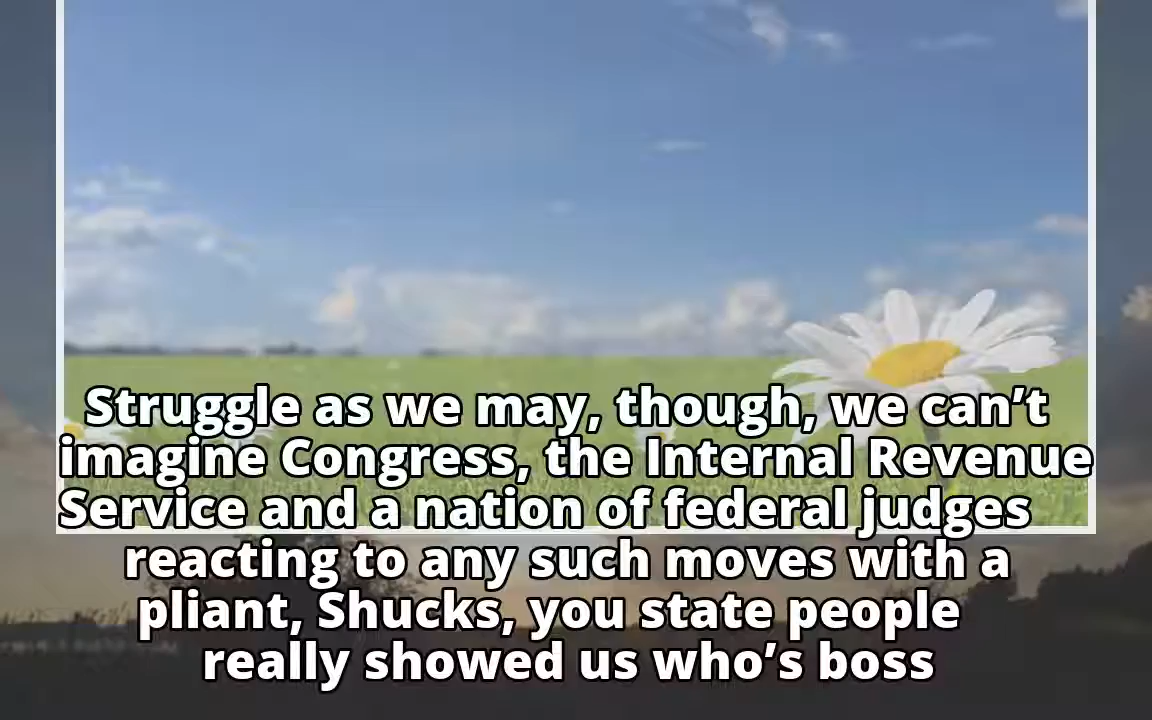 Struggle as we may, though, we can’t
imagine Congress, the Internal Revenue
Service and a nation of federal judges
reacting to any such moves with a
pliant, Shucks, you state people
really showed us who’s boss